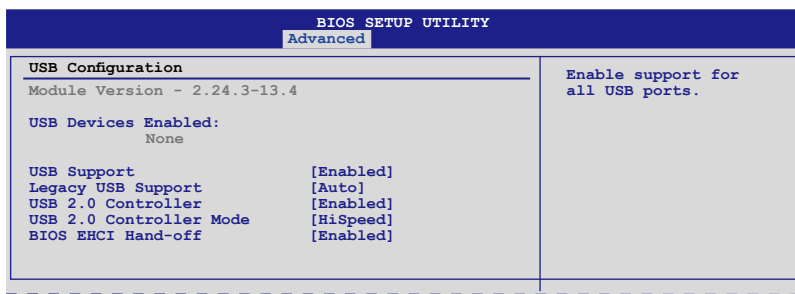 BIOS SETUP UTILITY
Advanced
USB Configuration
Module Version - 2.24.3-13.4
USB Devices Enabled:
None
USB Support [Enabled]
Legacy USB Support [Auto]
USB 2.0 Controller [Enabled]
USB 2.0 Controller Mode [HiSpeed]
BIOS EHCI Hand-off [Enabled]
Enable support for
all USB ports.